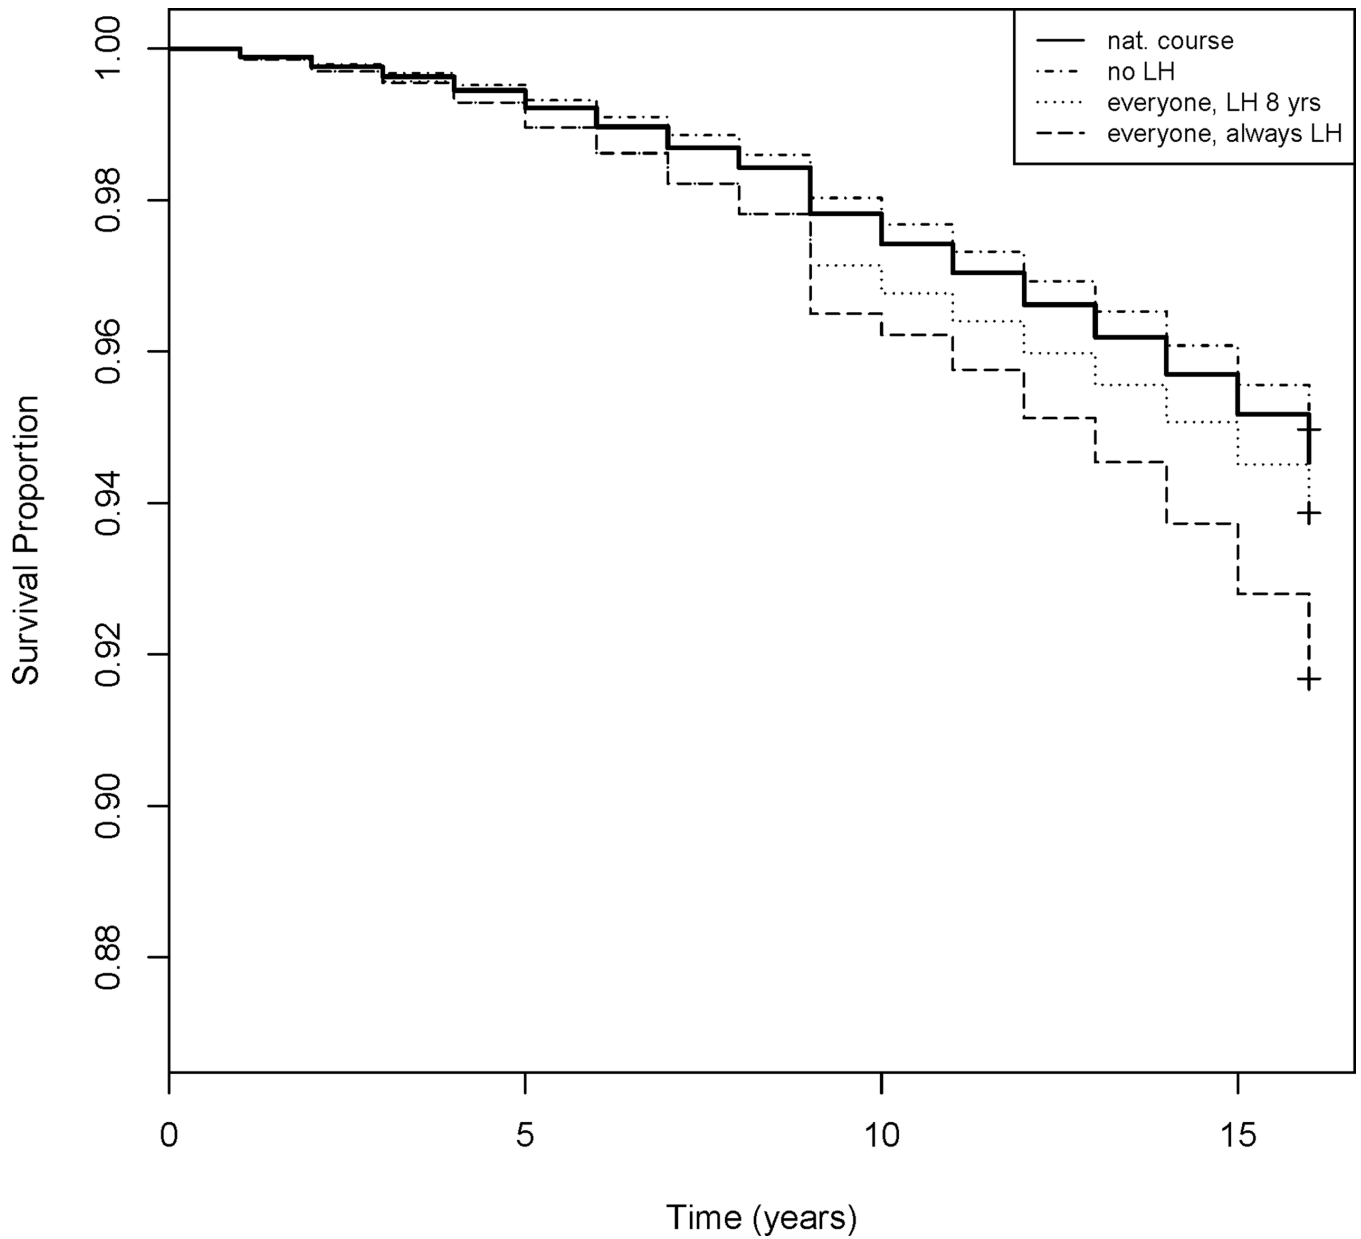 nat. course
no LH
everyone, LH 8 yrs
everyone, always LH
Survival Proportion
1.00
0.98
0.96
0.94
0.92
0.90
0.88
0 5 10 15
Time (years)